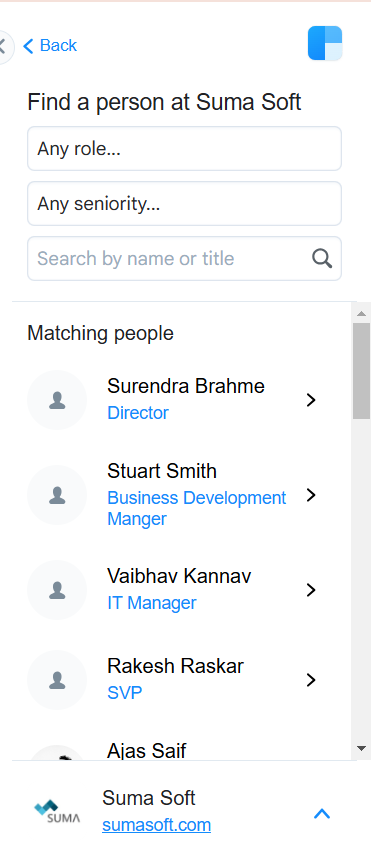 Back
Find a person at Suma Soft
Any role...
Any seniority...
Search by name or title
Matching people
Surendra Brahme
Director
Stuart Smith
Business Development
Manger
Vaibhav Kannav
IT Manager
Rakesh Raskar
SVP
Ajas Saif
SUMA
Suma Soft
sumasoft.com